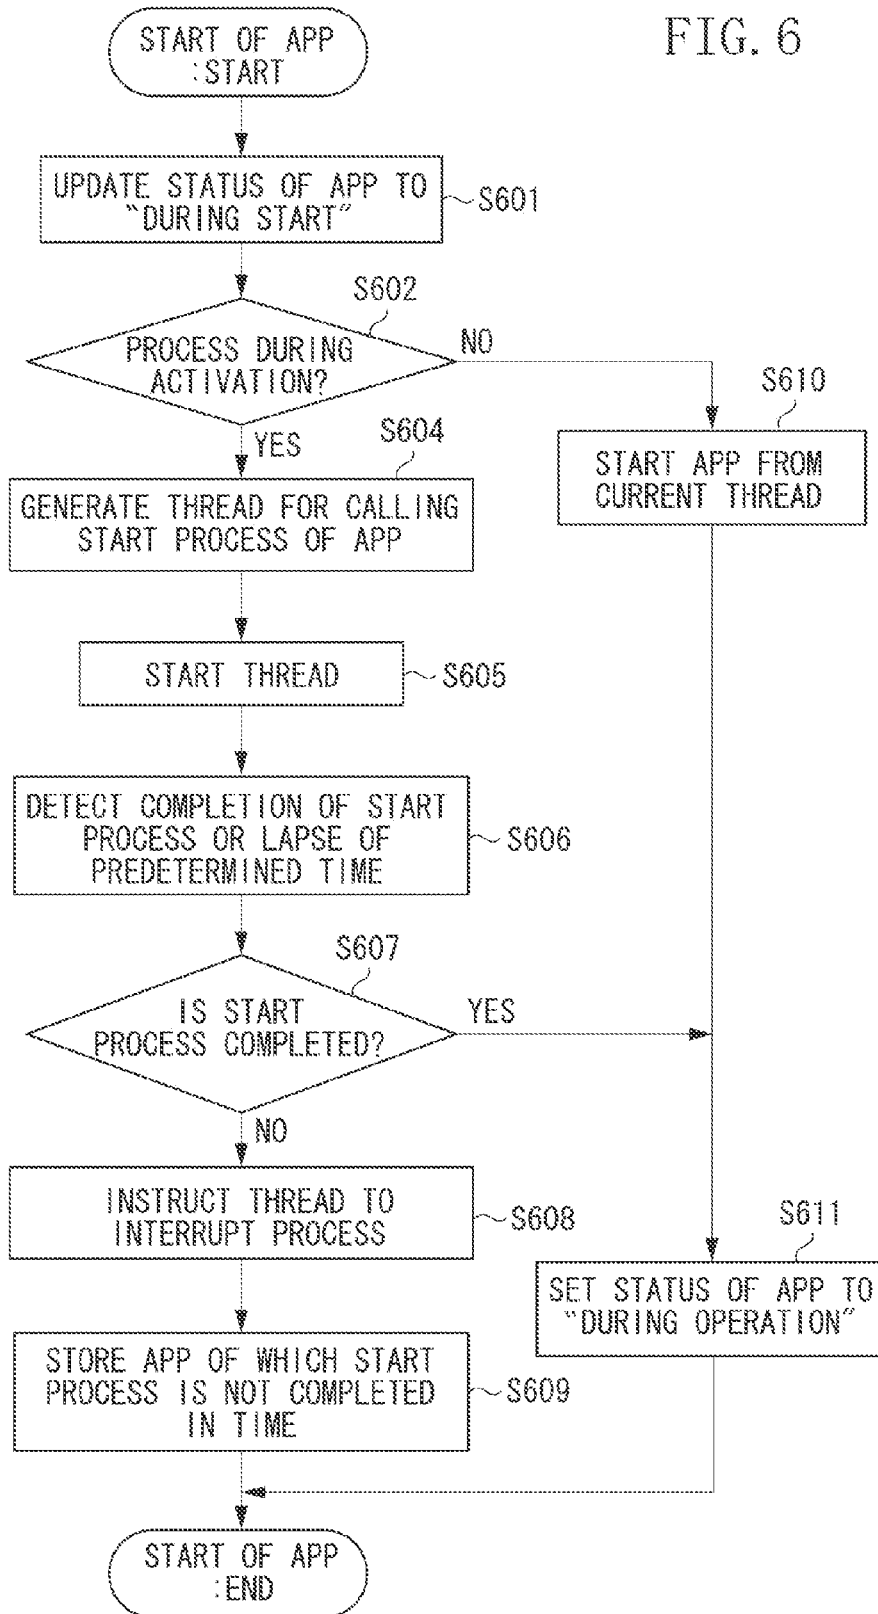 FIG. 6
START OF APP
:START
UPDATE STATUS OF APP TO
“DURING START”
S601
S602
PROCESS DURING
ACTIVATION?
NO
YES
S610
START APP FROM
CURRENT THREAD
S604
GENERATE THREAD FOR CALLING
START PROCESS OF APP
START THREAD
S605
DETECT COMPLETION OF START
PROCESS OR LAPSE OF
PREDETERMINED TIME
S606
S607
IS START
PROCESS COMPLETED?
YES
NO
INSTRUCT THREAD TO
INTERRUPT PROCESS
S608
S611
SET STATUS OF APP TO
“DURING OPERATION”
STORE APP OF WHICH START
PROCESS IS NOT COMPLETED
IN TIME
S609
START OF APP
:END